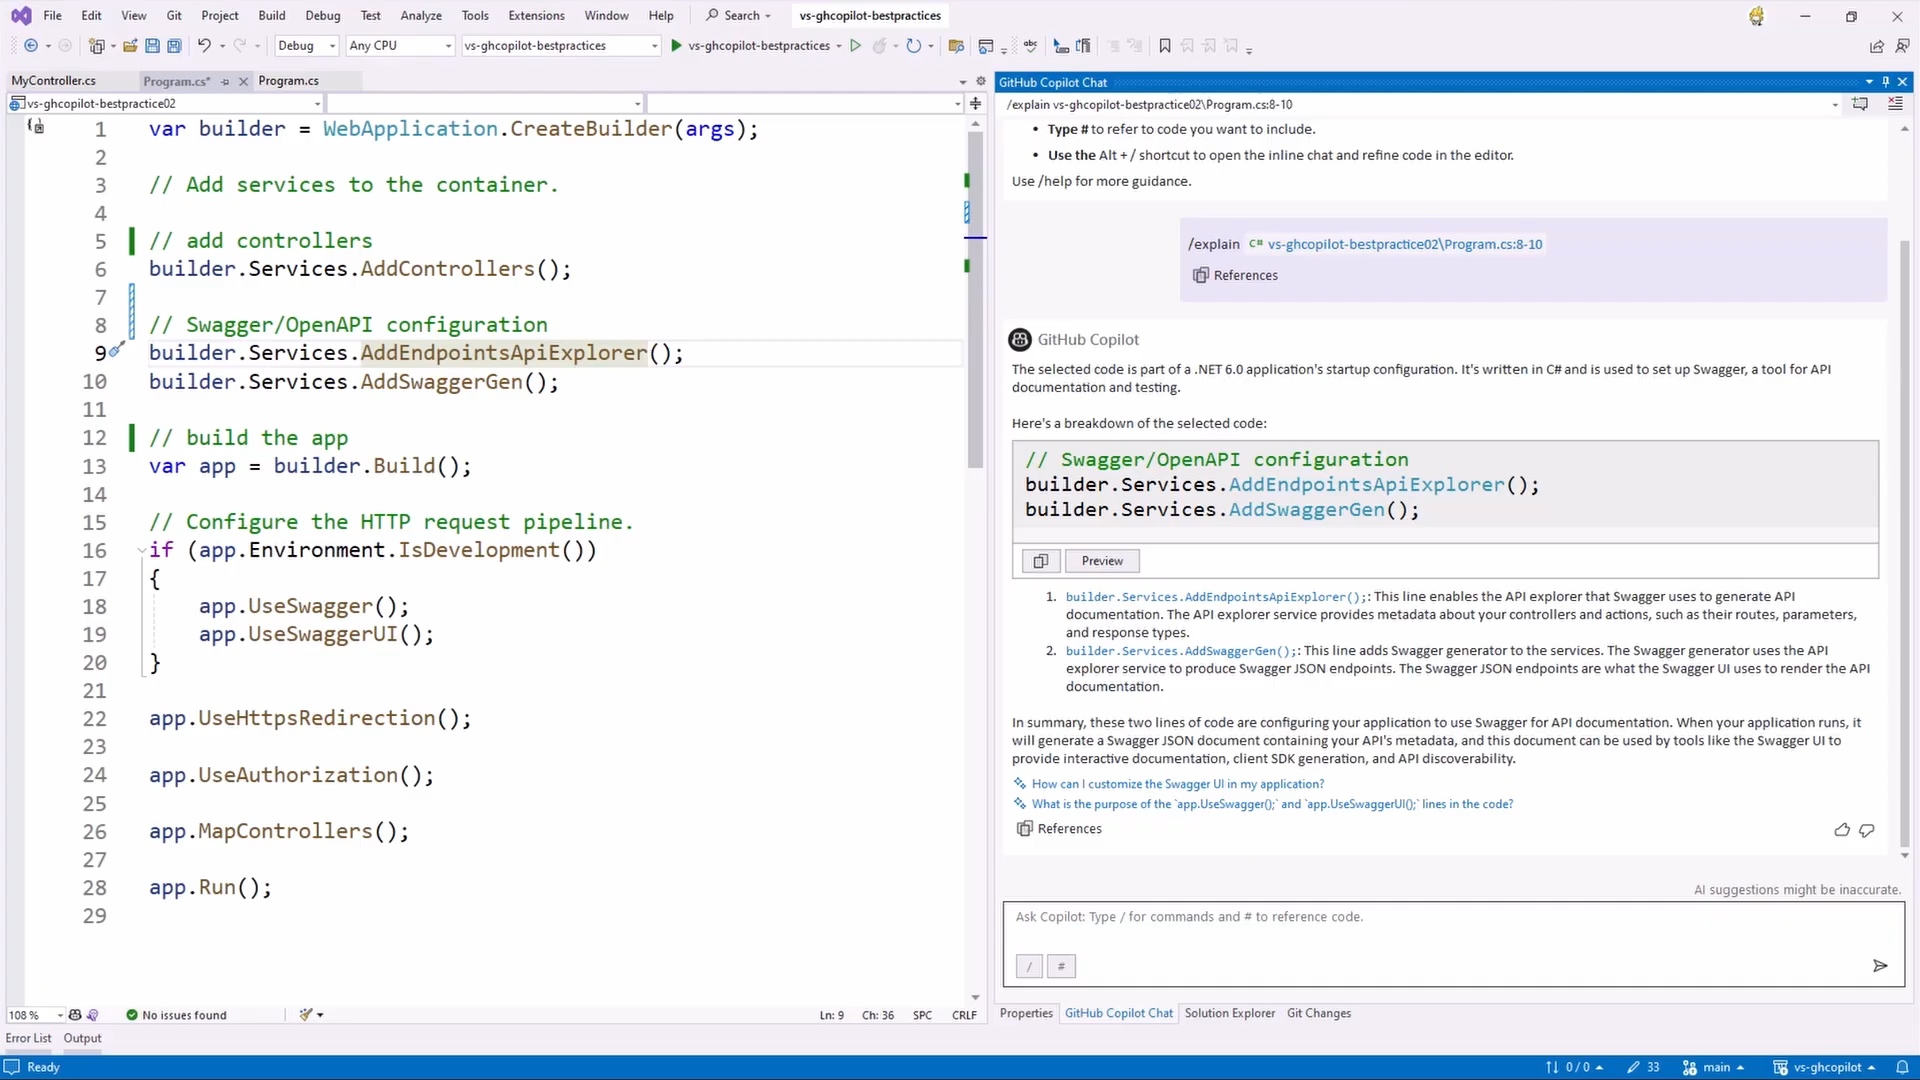 File Edit View Git Project Build Debug Test Analyze Tools Extensions Window Help Search vs-ghcopilot-bestpractices
Debug Any CPU vs-ghcopilot-bestpractices vs-ghcopilot-bestpractices
MyController.cs Program.cs* Program.cs
vs-ghcopilot-bestpractice02
1 var builder = WebApplication.CreateBuilder(args);
2
3 // Add services to the container.
4
5 // add controllers
6 builder.Services.AddControllers();
7
8 // Swagger/OpenAPI configuration
9 builder.Services.AddEndpointsApiExplorer();
10 builder.Services.AddSwaggerGen();
11
12 // build the app
13 var app = builder.Build();
14
15 // Configure the HTTP request pipeline.
16 if (app.Environment.IsDevelopment())
17 {
18 app.UseSwagger();
19 app.UseSwaggerUI();
20 }
21
22 app.UseHttpsRedirection();
23
24 app.UseAuthorization();
25
26 app.MapControllers();
27
28 app.Run();
29
108 % No issues found Ln: 9 Ch: 36 SPC CRLF
GitHub Copilot Chat
/explain vs-ghcopilot-bestpractice02\Program.cs:8-10
• Type # to refer to code you want to include.
• Use the Alt + / shortcut to open the inline chat and refine code in the editor.
Use /help for more guidance.
/explain C# vs-ghcopilot-bestpractice02\Program.cs:8-10
References
GitHub Copilot
The selected code is part of a .NET 6.0 application's startup configuration. It's written in C# and is used to set up Swagger, a tool for API
documentation and testing.
Here's a breakdown of the selected code:
// Swagger/OpenAPI configuration
builder.Services.AddEndpointsApiExplorer();
builder.Services.AddSwaggerGen();
Preview
1. builder.Services.AddEndpointsApiExplorer();: This line enables the API explorer that Swagger uses to generate API
documentation. The API explorer service provides metadata about your controllers and actions, such as their routes, parameters,
and response types.
2. builder.Services.AddSwaggerGen();: This line adds Swagger generator to the services. The Swagger generator uses the API
explorer service to produce Swagger JSON endpoints. The Swagger JSON endpoints are what the Swagger UI uses to render the API
documentation.
In summary, these two lines of code are configuring your application to use Swagger for API documentation. When your application runs, it
will generate a Swagger JSON document containing your API's metadata, and this document can be used by tools like the Swagger UI to
provide interactive documentation, client SDK generation, and API discoverability.
How can I customize the Swagger UI in my application?
What is the purpose of the `app.UseSwagger();` and `app.UseSwaggerUI();` lines in the code?
References
AI suggestions might be inaccurate.
Ask Copilot: Type / for commands and # to reference code.
/ #
Properties GitHub Copilot Chat Solution Explorer Git Changes
Error List Output
Ready 0 / 0 33 main vs-ghcopilot